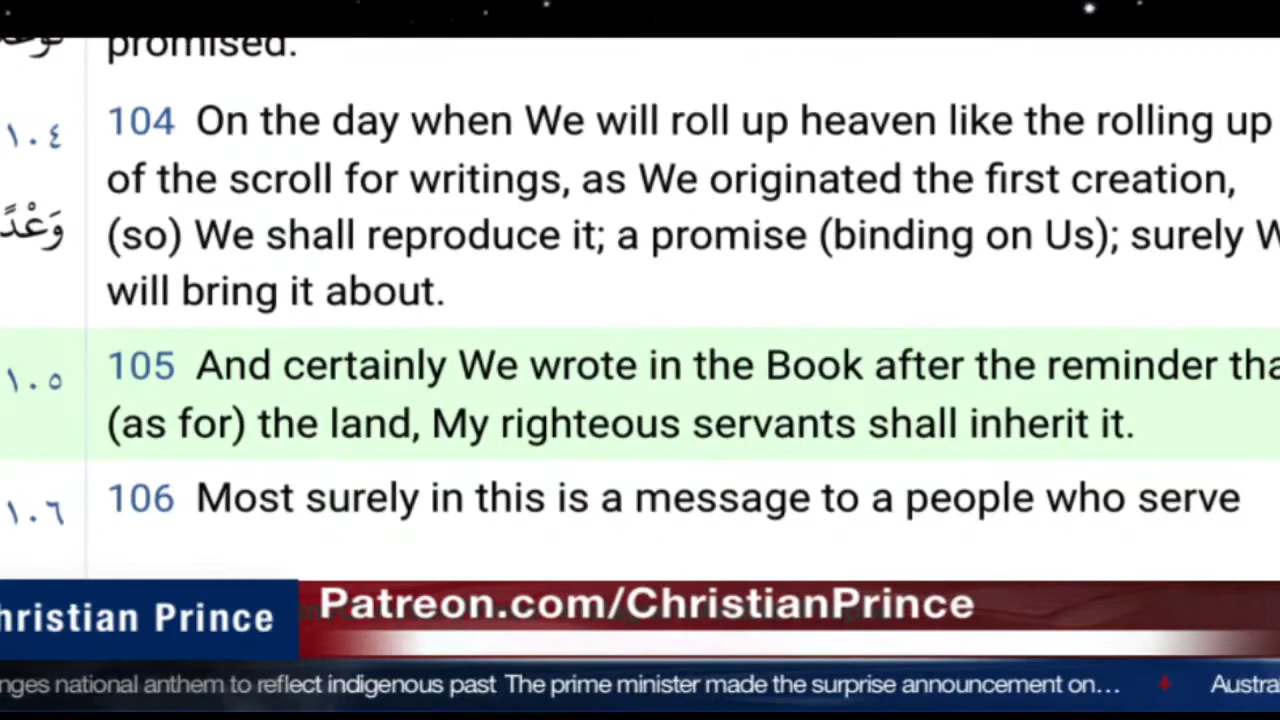 promised.
١٠٤
104 On the day when We will roll up heaven like the rolling up
of the scroll for writings, as We originated the first creation,
وَعْدًا
(so) We shall reproduce it; a promise (binding on Us); surely W
will bring it about.
١٠٥
105 And certainly We wrote in the Book after the reminder tha
(as for) the land, My righteous servants shall inherit it.
١٠٦
106 Most surely in this is a message to a people who serve
hristian Prince
Patreon.com/ChristianPrince
nges national anthem to reflect indigenous past The prime minister made the surprise announcement on... Austra